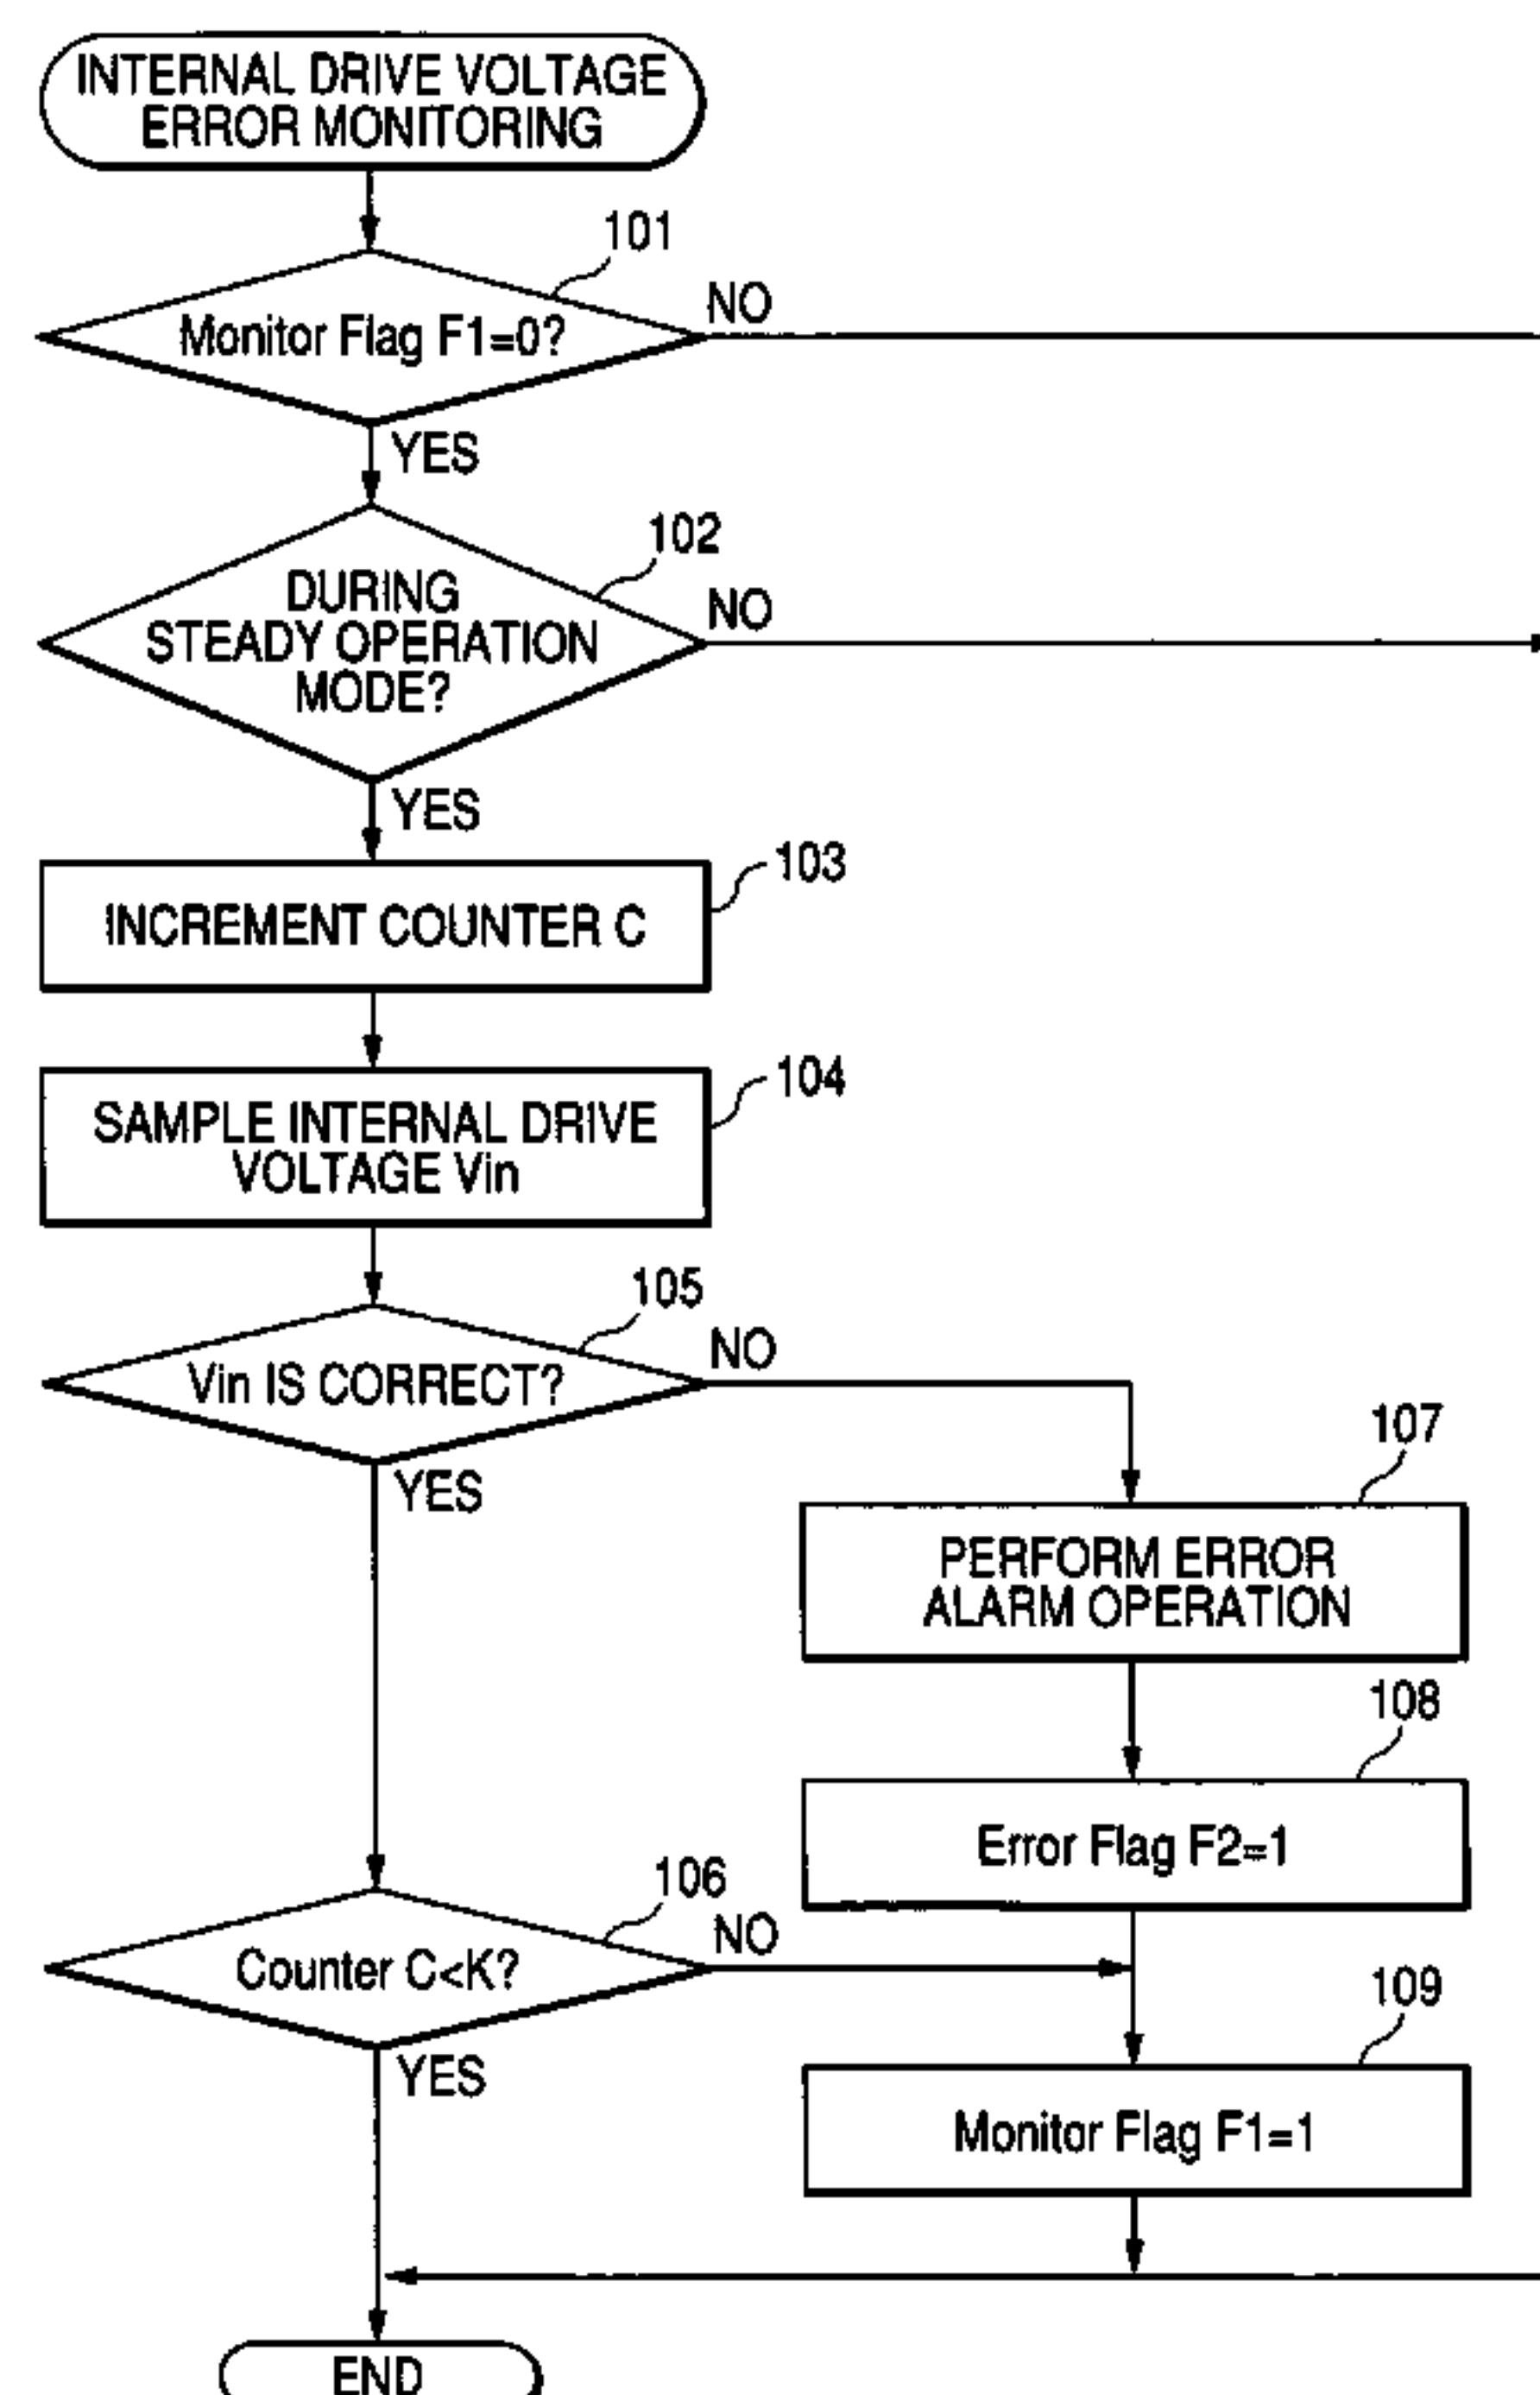 INTERNAL DRIVE VOLTAGE
ERROR MONITORING
101
Monitor Flag F1=0?
NO
YES
102
DURING
STEADY OPERATION
MODE?
NO
YES
103
INCREMENT COUNTER C
104
SAMPLE INTERNAL DRIVE
VOLTAGE Vin
105
Vin IS CORRECT?
NO
YES
107
PERFORM ERROR
ALARM OPERATION
108
Error Flag F2=1
106
Counter C<K?
NO
YES
109
Monitor Flag F1=1
END